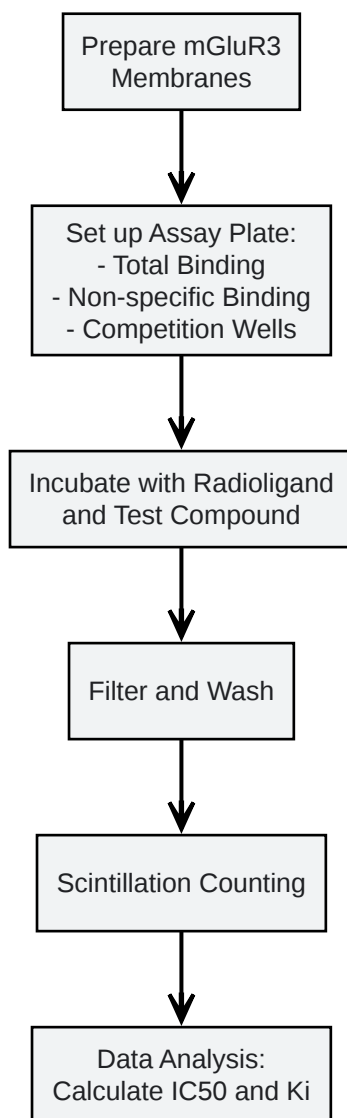 Prepare mGluR3
Membranes
Set up Assay Plate:
- Total Binding
- Non-specific Binding
- Competition Wells
Incubate with Radioligand
and Test Compound
Filter and Wash
Scintillation Counting
Data Analysis:
Calculate IC50 and Ki